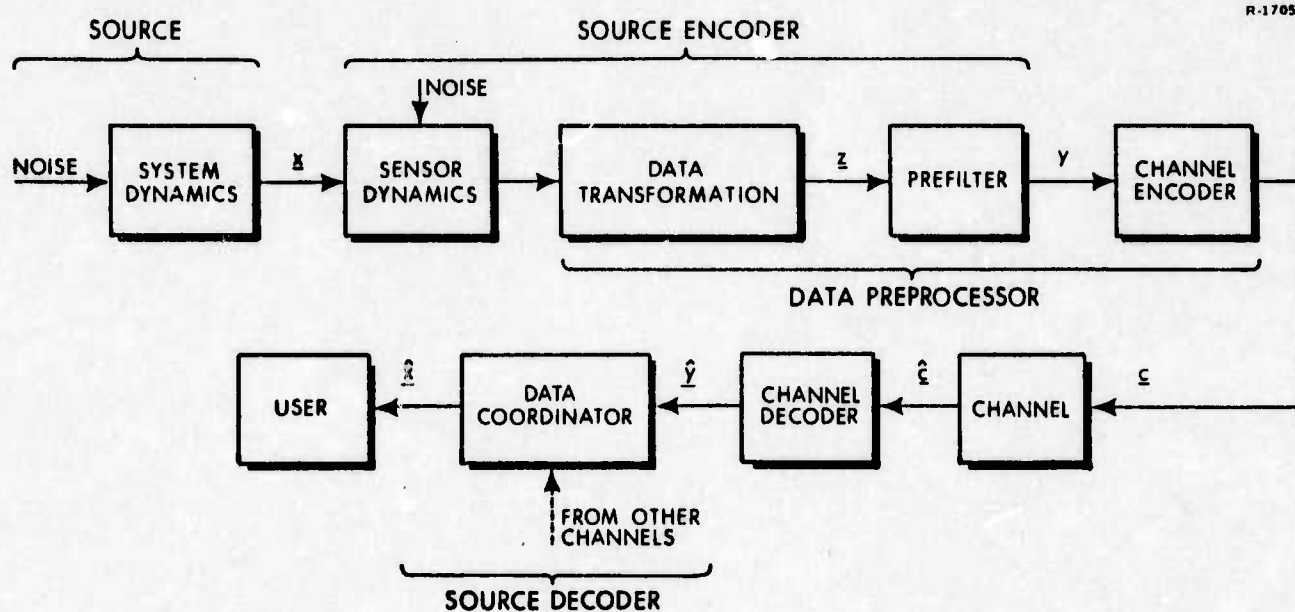 R-1705
SOURCE
SOURCE ENCODER
NOISE
NOISE
SYSTEM
DYNAMICS
x
SENSOR
DYNAMICS
DATA
TRANSFORMATION
z
PREFILTER
y
CHANNEL
ENCODER
DATA PREPROCESSOR
USER
x̂
DATA
COORDINATOR
ŷ
CHANNEL
DECODER
ĉ
CHANNEL
c
FROM OTHER
CHANNELS
SOURCE DECODER